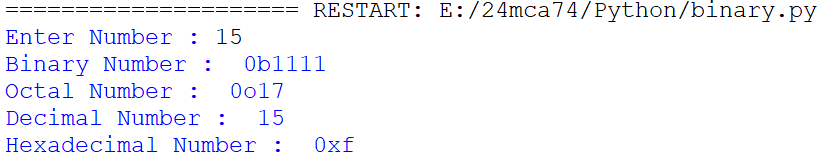 ===================== RESTART: E:/24mca74/Python/binary.py
Enter Number : 15
Binary Number :  0b1111
Octal Number :  0o17
Decimal Number :  15
Hexadecimal Number :  0xf